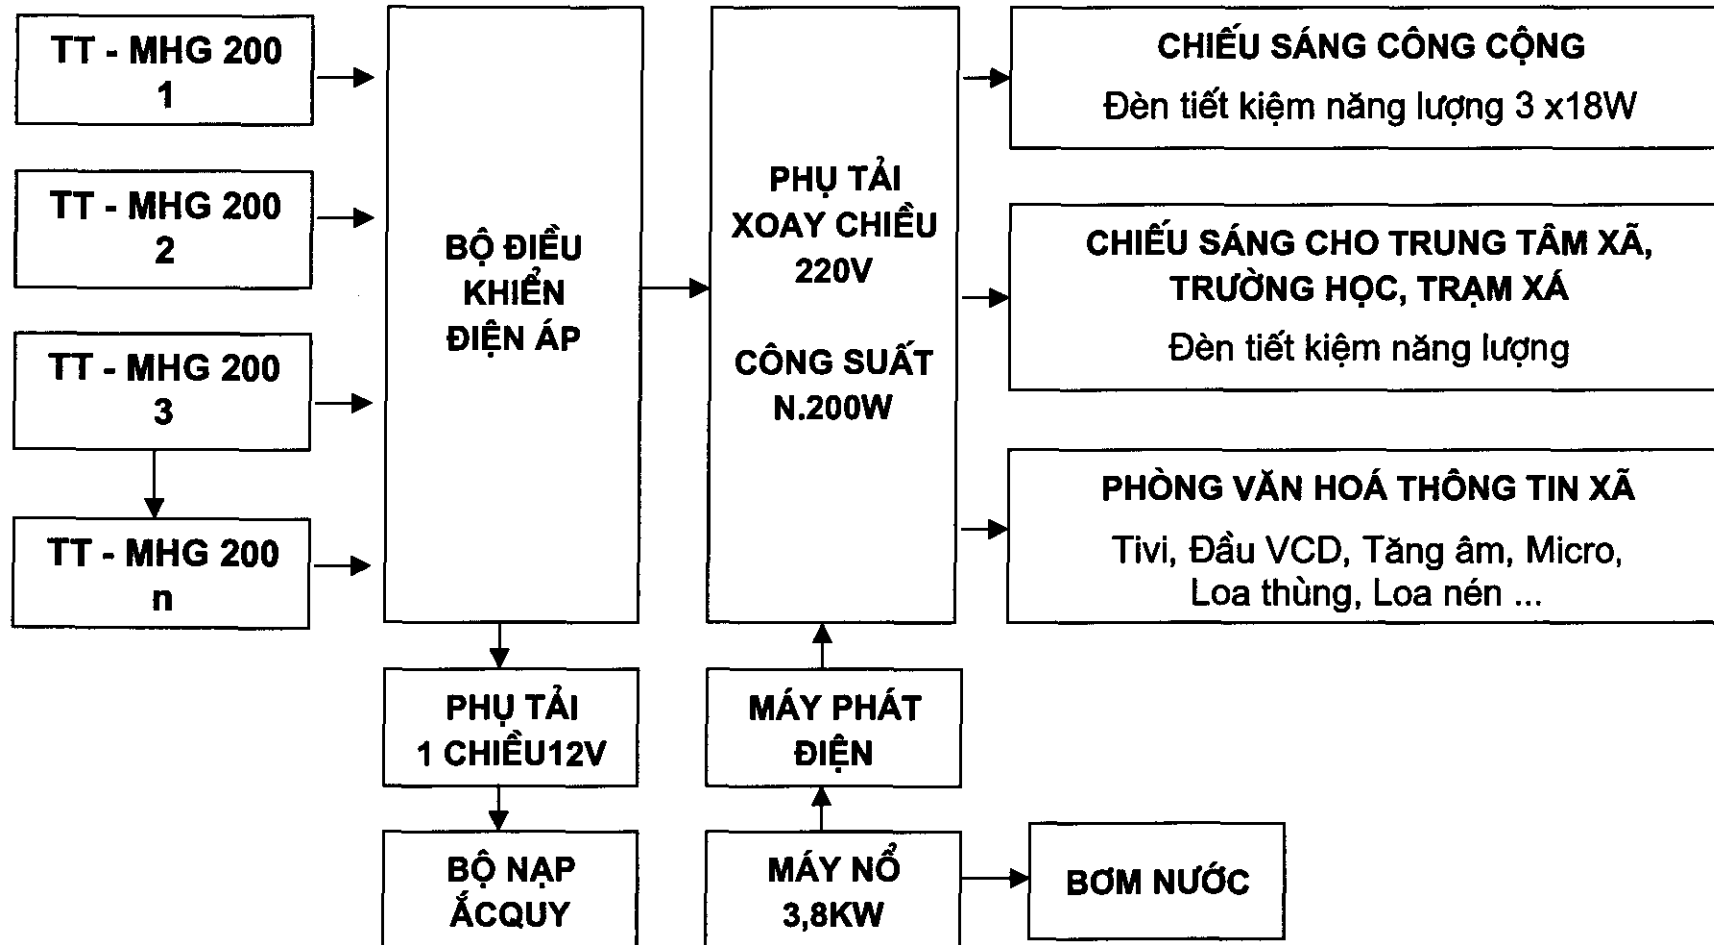 TT - MHG 200
1
TT - MHG 200
2
TT - MHG 200
3
TT - MHG 200
n
BỘ ĐIỀU
KHIỂN
ĐIỆN ÁP
PHỤ TẢI
XOAY CHIỀU
220V
CÔNG SUẤT
N.200W
CHIẾU SÁNG CÔNG CỘNG
Đèn tiết kiệm năng lượng 3 x18W
CHIẾU SÁNG CHO TRUNG TÂM XÃ,
TRƯỜNG HỌC, TRẠM XÁ
Đèn tiết kiệm năng lượng
PHÒNG VĂN HOÁ THÔNG TIN XÃ
Tivi, Đầu VCD, Tăng âm, Micro,
Loa thùng, Loa nén ...
PHỤ TẢI
1 CHIỀU12V
MÁY PHÁT
ĐIỆN
BỘ NẠP
ẮCQUY
MÁY NỔ
3,8KW
BƠM NƯỚC